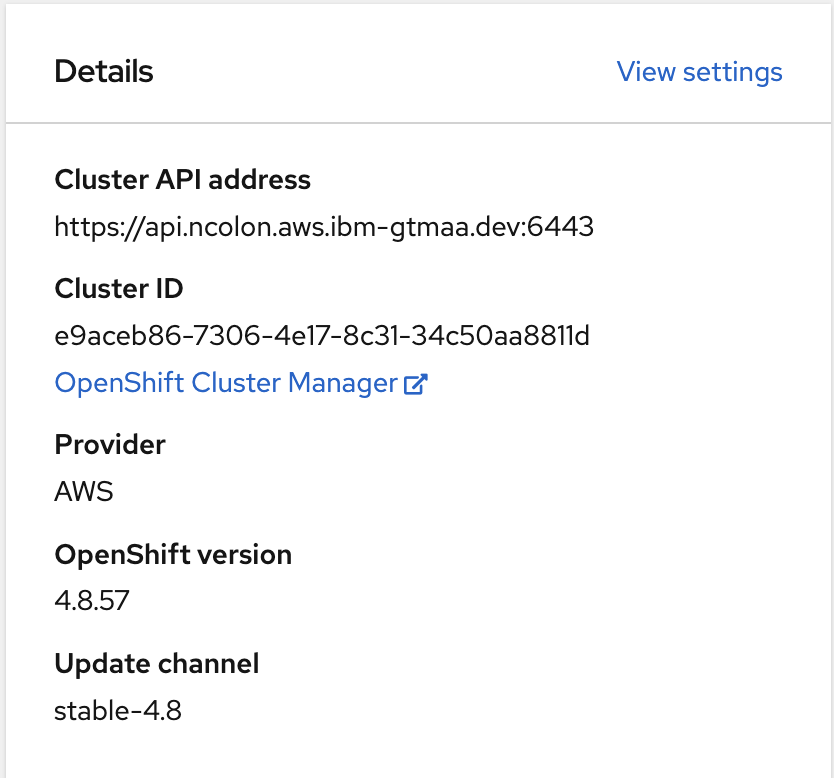 Details
View settings
Cluster API address
https://api.ncolon.aws.ibm-gtmaa.dev:6443
Cluster ID
e9aceb86-7306-4e17-8c31-34c50aa8811d
OpenShift Cluster Manager
Provider
AWS
OpenShift version
4.8.57
Update channel
stable-4.8